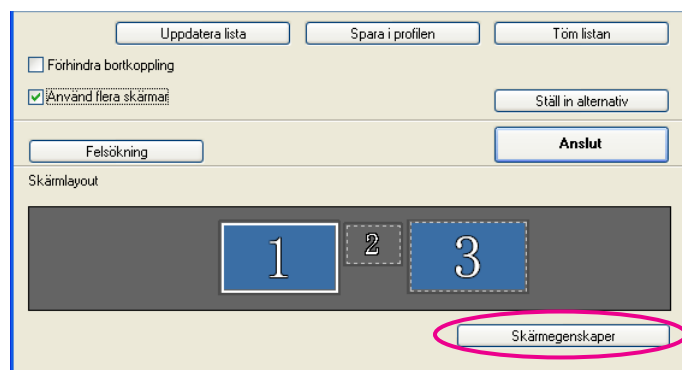 Uppdatera lista Spara i profilen Töm listan
Förhindra bortkoppling
Använd flera skärmar
Ställ in alternativ
Felsökning Anslut
Skärmlayout
1 2 3
Skärmegenskaper